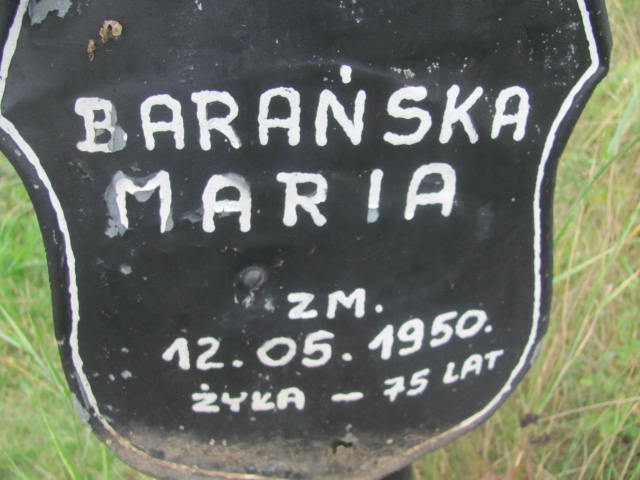 BARAŃSKA
MARIA
ZM.
12.05.1950.
ŻYŁA - 75 LAT